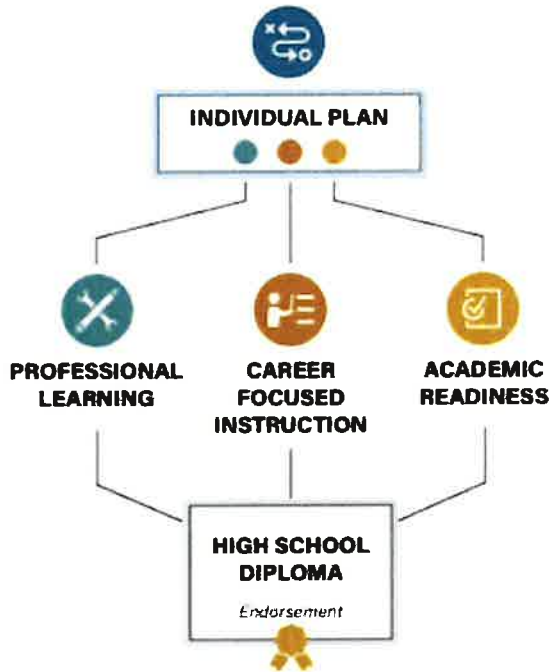 INDIVIDUAL PLAN
PROFESSIONAL
LEARNING
CAREER
FOCUSED
INSTRUCTION
ACADEMIC
READINESS
HIGH SCHOOL
DIPLOMA
Endorsement